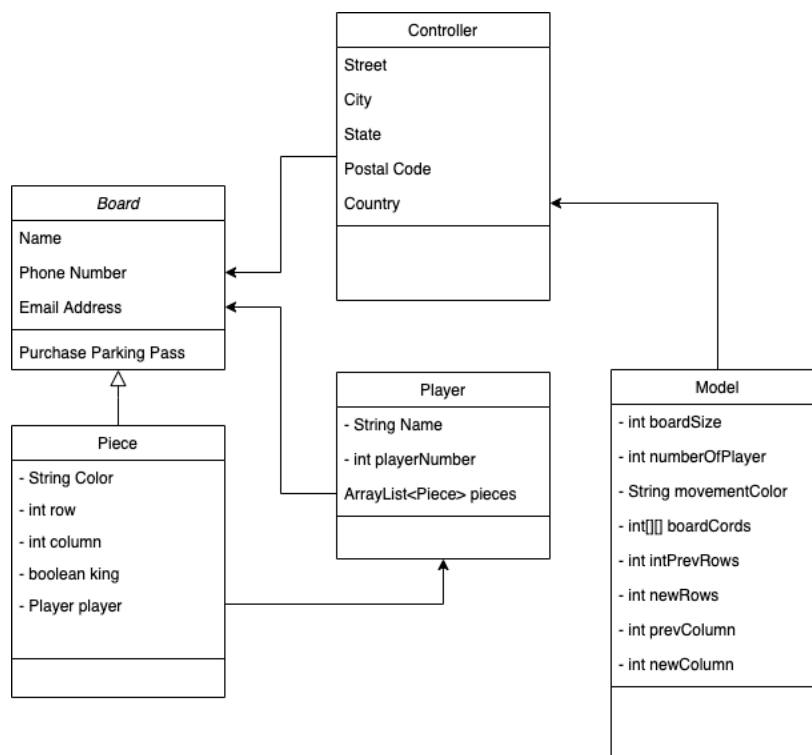 Controller
Street
City
State
Postal Code
Country
Board
Name
Phone Number
Email Address
Purchase Parking Pass
Player
- String Name
- int playerNumber
ArrayList<Piece> pieces
Model
- int boardSize
- int numberOfPlayer
- String movementColor
- int[][] boardCords
- int intPrevRows
- int newRows
- int prevColumn
- int newColumn
Piece
- String Color
- int row
- int column
- boolean king
- Player player